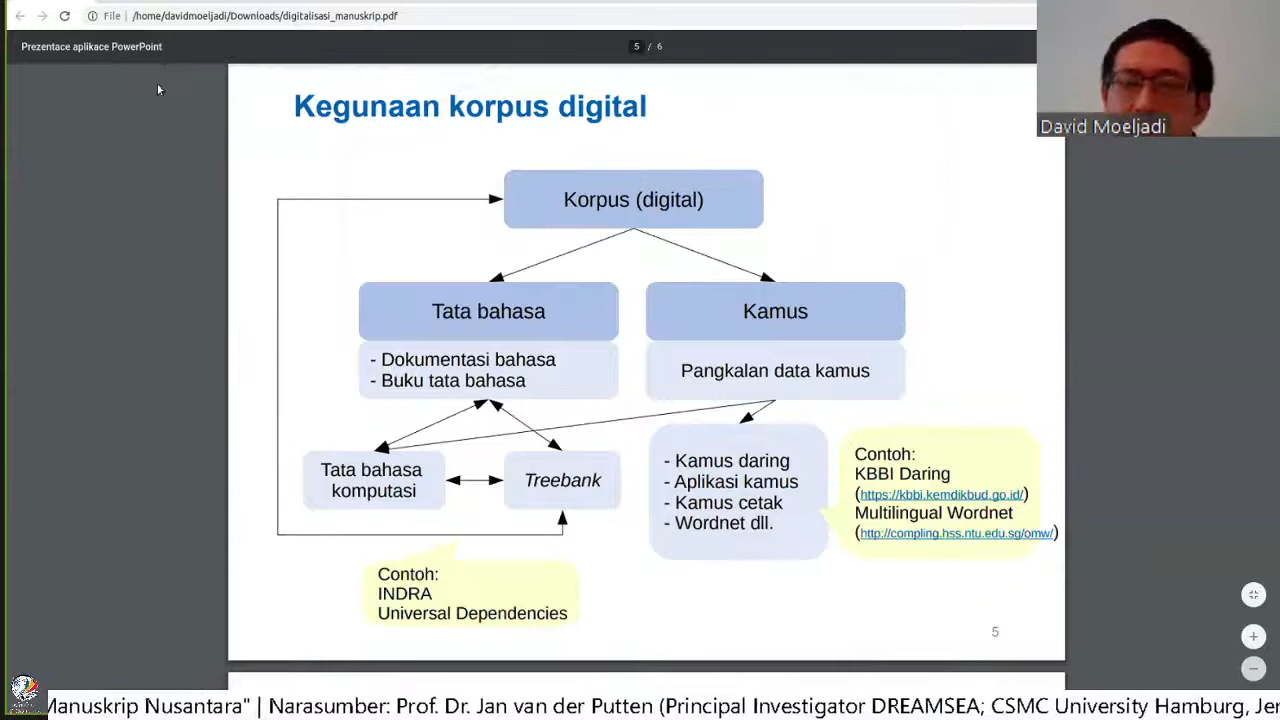 File
/home/davidmoeljadi/Downloads/digitalisasi_manuskrip.pdf
Prezentace aplikace PowerPoint
5 / 6
David Moeljadi
Kegunaan korpus digital
Korpus (digital)
Tata bahasa
- Dokumentasi bahasa
- Buku tata bahasa
Kamus
Pangkalan data kamus
Tata bahasa
komputasi
Treebank
- Kamus daring
- Aplikasi kamus
- Kamus cetak
- Wordnet dll.
Contoh:
KBBI Daring
(https://kbbi.kemdikbud.go.id/)
Multilingual Wordnet
(http://compling.hss.ntu.edu.sg/omw/)
Contoh:
INDRA
Universal Dependencies
5
Manuskrip Nusantara" | Narasumber: Prof. Dr. Jan van der Putten (Principal Investigator DREAMSEA; CSMC University Hamburg, Jer